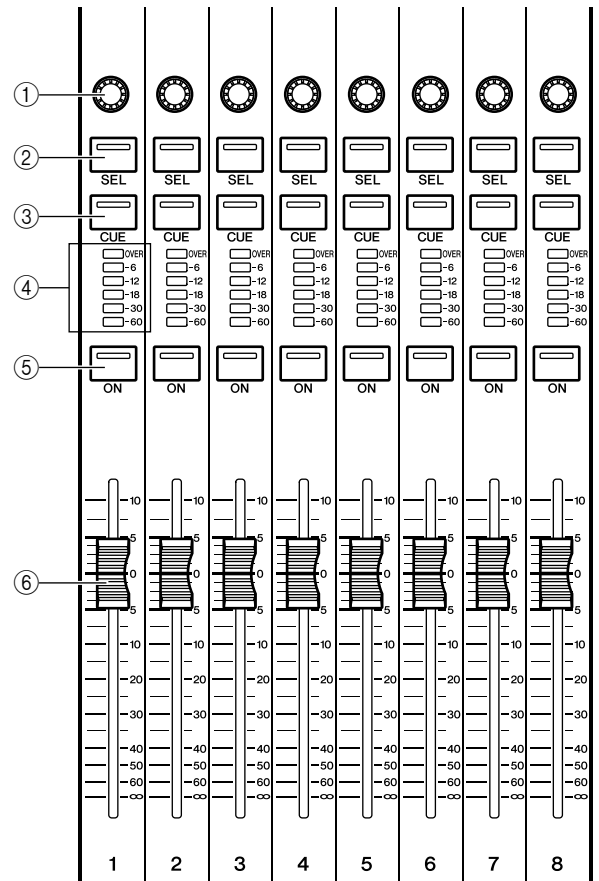 ①
②
SEL SEL SEL SEL SEL SEL SEL SEL
③
CUE CUE CUE CUE CUE CUE CUE CUE
④
OVER OVER OVER OVER OVER OVER OVER OVER
-6 -6 -6 -6 -6 -6 -6 -6
-12 -12 -12 -12 -12 -12 -12 -12
-18 -18 -18 -18 -18 -18 -18 -18
-30 -30 -30 -30 -30 -30 -30 -30
-60 -60 -60 -60 -60 -60 -60 -60
⑤
ON ON ON ON ON ON ON ON
10 10 10 10 10 10 10 10
5 5 5 5 5 5 5 5
⑥
0 0 0 0 0 0 0 0
5 5 5 5 5 5 5 5
10 10 10 10 10 10 10 10
20 20 20 20 20 20 20 20
30 30 30 30 30 30 30 30
40 40 40 40 40 40 40 40
50 50 50 50 50 50 50 50
60 60 60 60 60 60 60 60
∞ ∞ ∞ ∞ ∞ ∞ ∞ ∞
1 2 3 4 5 6 7 8